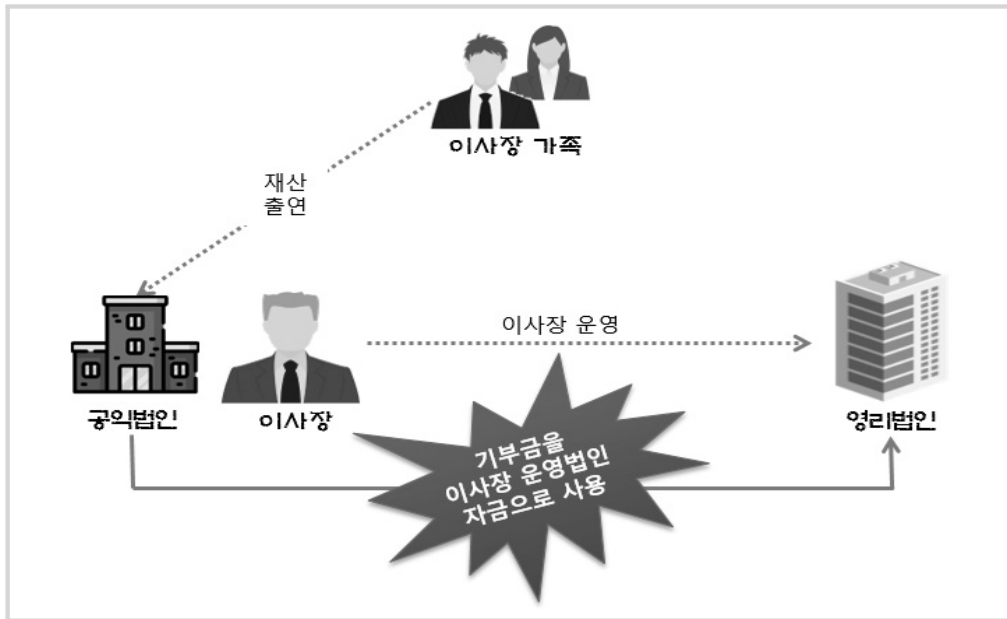 이사장 가족
재산
출연
이사장 운영
공익법인
이사장
영리법인
기부금을
이사장 운영법인
자금으로 사용